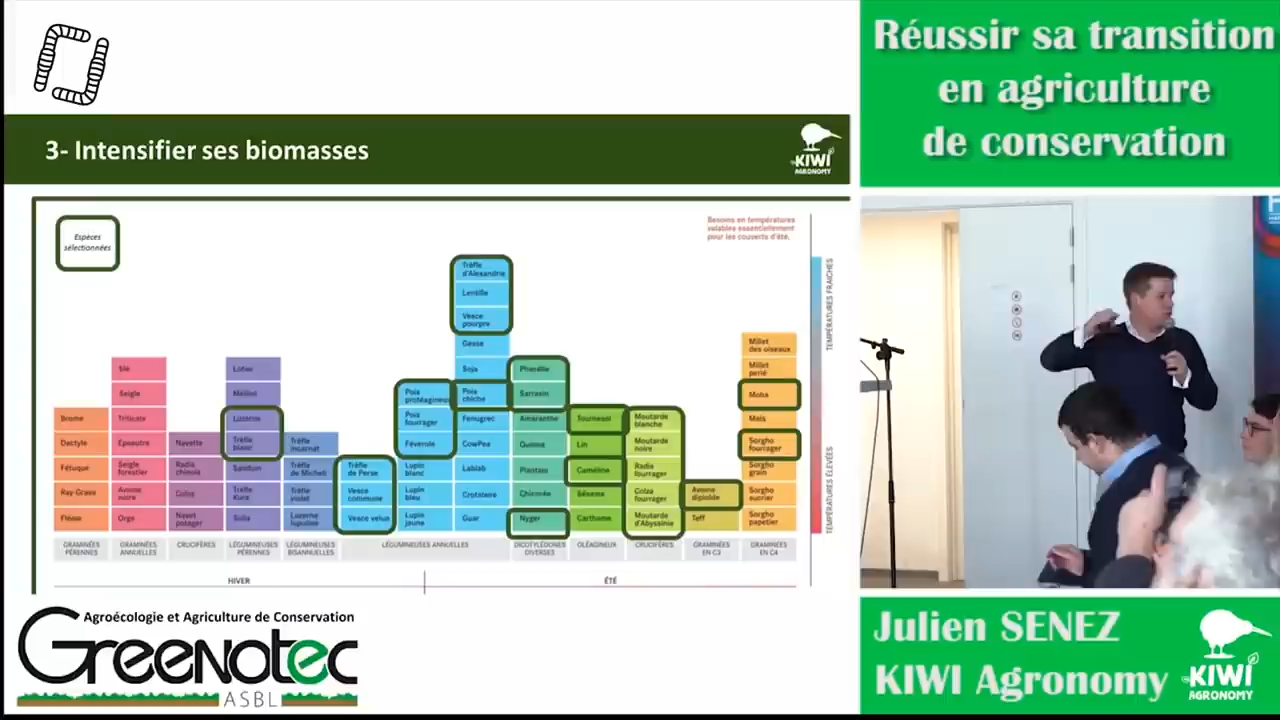 3- Intensifier ses biomasses
KIWI
AGRONOMY
Espèces
sélectionnées
Besoins en températures
valables essentiellement
pour les couverts d'été.
TEMPÉRATURES FRAICHES
TEMPÉRATURES ÉLEVÉES
Brome
Dactyle
Fétuque
Ray Grass
Fléole
Blé
Seigle
Triticale
Epeautre
Seigle
forestier
Avoine
noire
Orge
Navette
Radis
chinois
Colza
Navet
potager
Lotier
Mélilot
Luzerne
Trèfle
blanc
Sainfoin
Trèfle
Kura
Sulla
Trèfle
incarnat
Trèfle
de Micheli
Trèfle
violet
Luzerne
lupuline
Trèfle
de Perse
Vesce
commune
Vesce velue
Pois
protéagineux
Pois
fourrager
Féverole
Lupin
blanc
Lupin
bleu
Lupin
jaune
Trèfle
d'Alexandrie
Lentille
Vesce
pourpre
Gesse
Soja
Pois
chiche
Fenugrec
CowPea
Lablab
Crotalaire
Guar
Phacélie
Sarrasin
Amaranthe
Quinoa
Plantain
Chicorée
Nyger
Tournesol
Lin
Caméline
Sésame
Carthame
Moutarde
blanche
Moutarde
noire
Radis
fourrager
Colza
fourrager
Moutarde
d'Abyssinie
Avoine
diploïde
Teff
Millet
des oiseaux
Millet
perlé
Moha
Maïs
Sorgho
fourrager
Sorgho
grain
Sorgho
sucrier
Sorgho
papetier
GRAMINÉES
PÉRENNES
GRAMINÉES
ANNUELLES
CRUCIFÈRES
LÉGUMINEUSES
PÉRENNES
LÉGUMINEUSES
BISANNUELLES
LÉGUMINEUSES ANNUELLES
DICOTYLÉDONES
DIVERSES
OLÉAGINEUX
CRUCIFÈRES
GRAMINÉES
EN C3
GRAMINÉES
EN C4
HIVER
ÉTÉ
Agroécologie et Agriculture de Conservation
Greenotec
ASBL
Réussir sa transition
en agriculture
de conservation
Julien SENEZ
KIWI Agronomy
KIWI
AGRONOMY